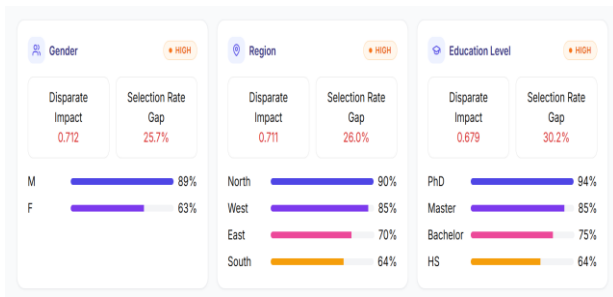 Gender
HIGH
Disparate
Impact
0.712
Selection Rate
Gap
25.7%
M 89%
F 63%
Region
HIGH
Disparate
Impact
0.711
Selection Rate
Gap
26.0%
North 90%
West 85%
East 70%
South 64%
Education Level
HIGH
Disparate
Impact
0.679
Selection Rate
Gap
30.2%
PhD 94%
Master 85%
Bachelor 75%
HS 64%